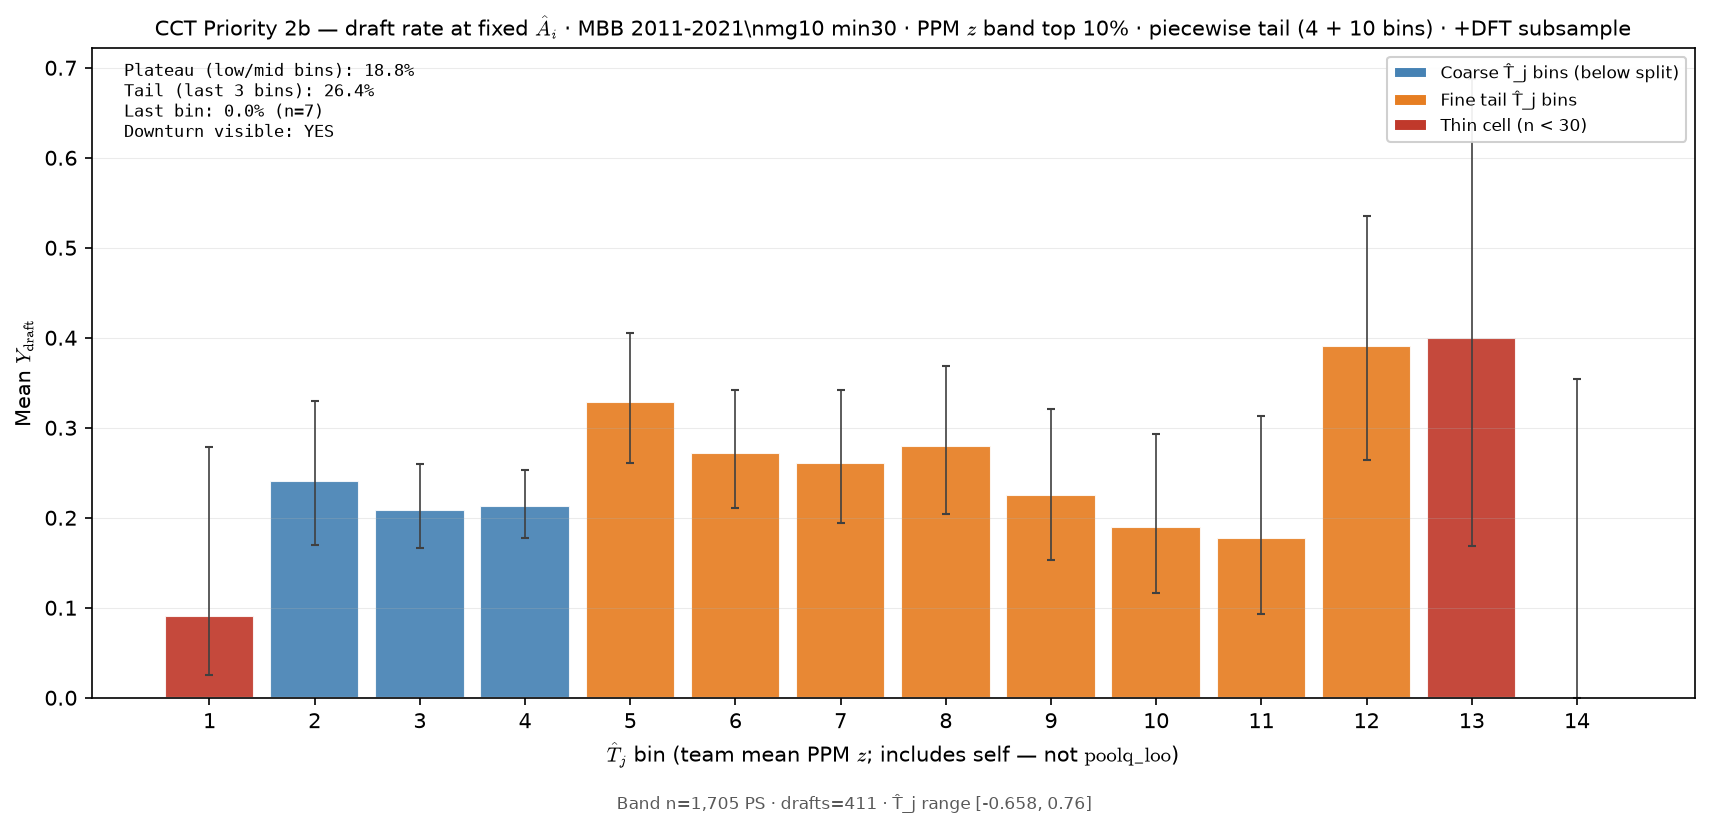 CCT Priority 2b — draft rate at fixed Âᵢ · MBB 2011-2021\nmg10 min30 · PPM z band top 10% · piecewise tail (4 + 10 bins) · +DFT subsample
Plateau (low/mid bins): 18.8%
Tail (last 3 bins): 26.4%
Last bin: 0.0% (n=7)
Downturn visible: YES
Coarse T̂_j bins (below split)
Fine tail T̂_j bins
Thin cell (n < 30)
Mean Y_draft
0.7
0.6
0.5
0.4
0.3
0.2
0.1
0.0
1 2 3 4 5 6 7 8 9 10 11 12 13 14
T̂ⱼ bin (team mean PPM z; includes self — not poolq_loo)
Band n=1,705 PS · drafts=411 · T̂_j range [-0.658, 0.76]